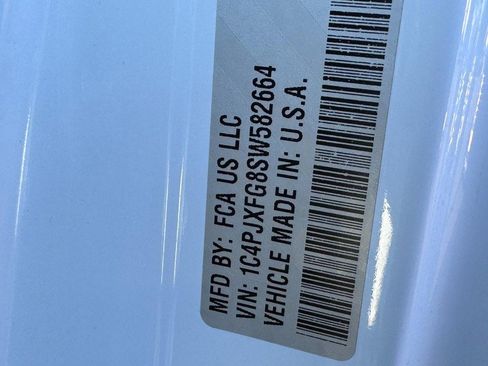 MFD BY: FCA US LLC
VIN: 1C4PJXFG8SW582664
VEHICLE MADE IN: U.S.A.